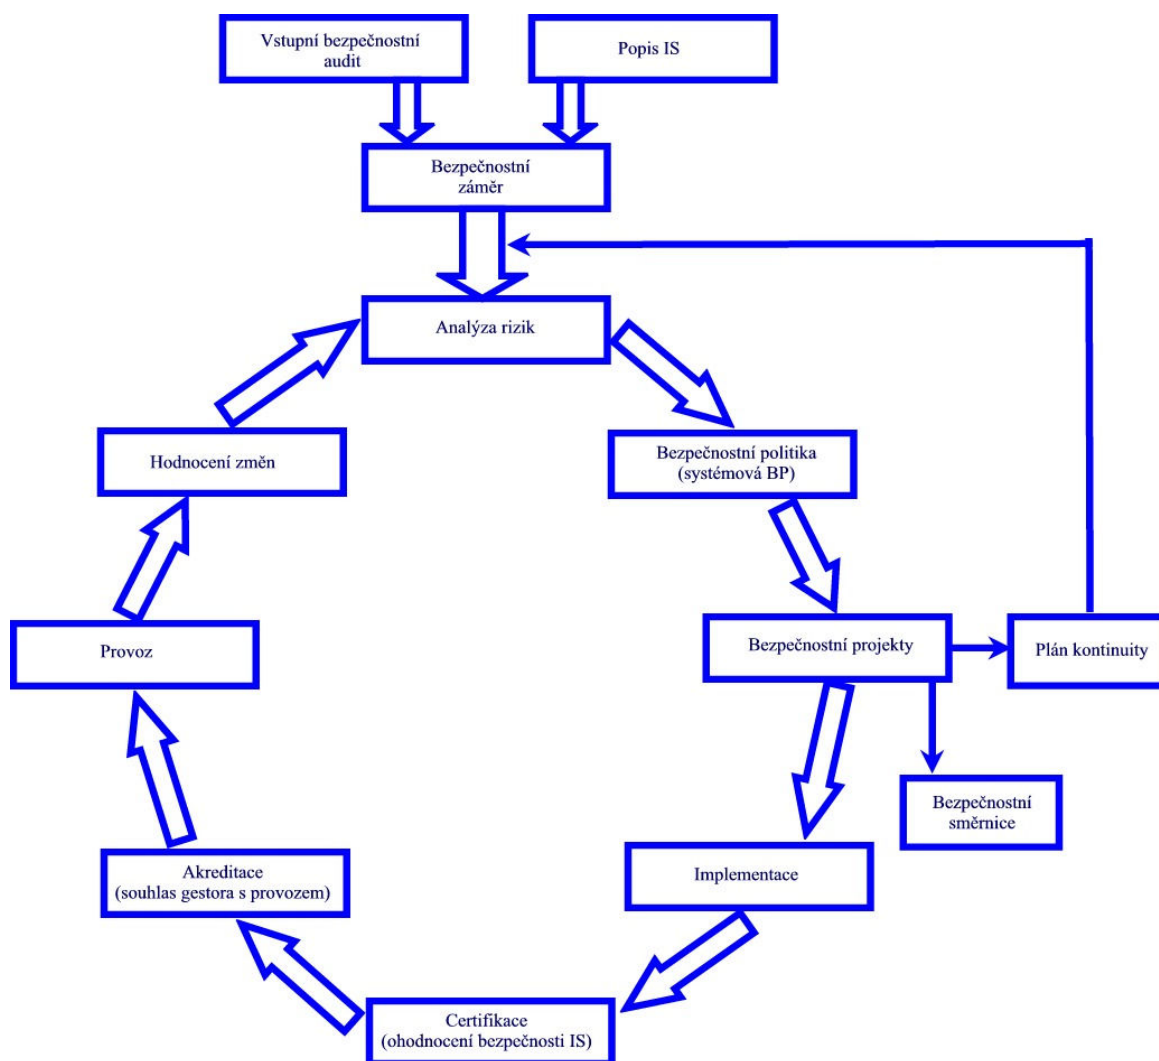 Vstupní bezpečnostní
audit
Popis IS
Bezpečnostní
záměr
Analýza rizik
Hodnocení změn
Bezpečnostní politika
(systémová BP)
Provoz
Bezpečnostní projekty
Plán kontinuity
Bezpečnostní
směrnice
Akreditace
(souhlas gestora s provozem)
Implementace
Certifikace
(ohodnocení bezpečnosti IS)